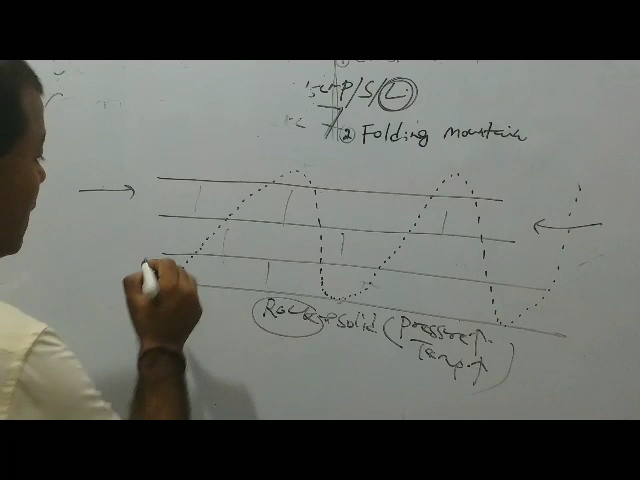 P/S/L
② Folding mountain
Rock → Solid (Pressure↑
Temp.↑)